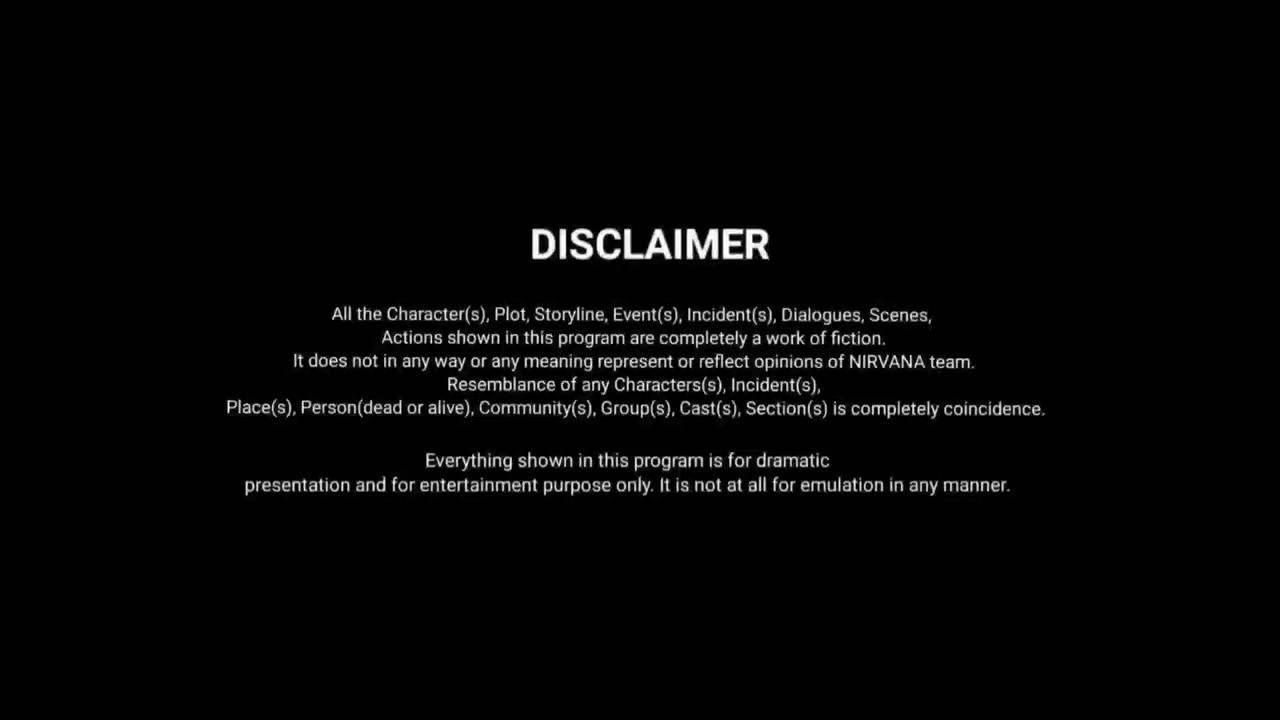 DISCLAIMER
All the Character(s), Plot, Storyline, Event(s), Incident(s), Dialogues, Scenes,
Actions shown in this program are completely a work of fiction.
It does not in any way or any meaning represent or reflect opinions of NIRVANA team.
Resemblance of any Characters(s), Incident(s),
Place(s), Person(dead or alive), Community(s), Group(s), Cast(s), Section(s) is completely coincidence.
Everything shown in this program is for dramatic
presentation and for entertainment purpose only. It is not at all for emulation in any manner.